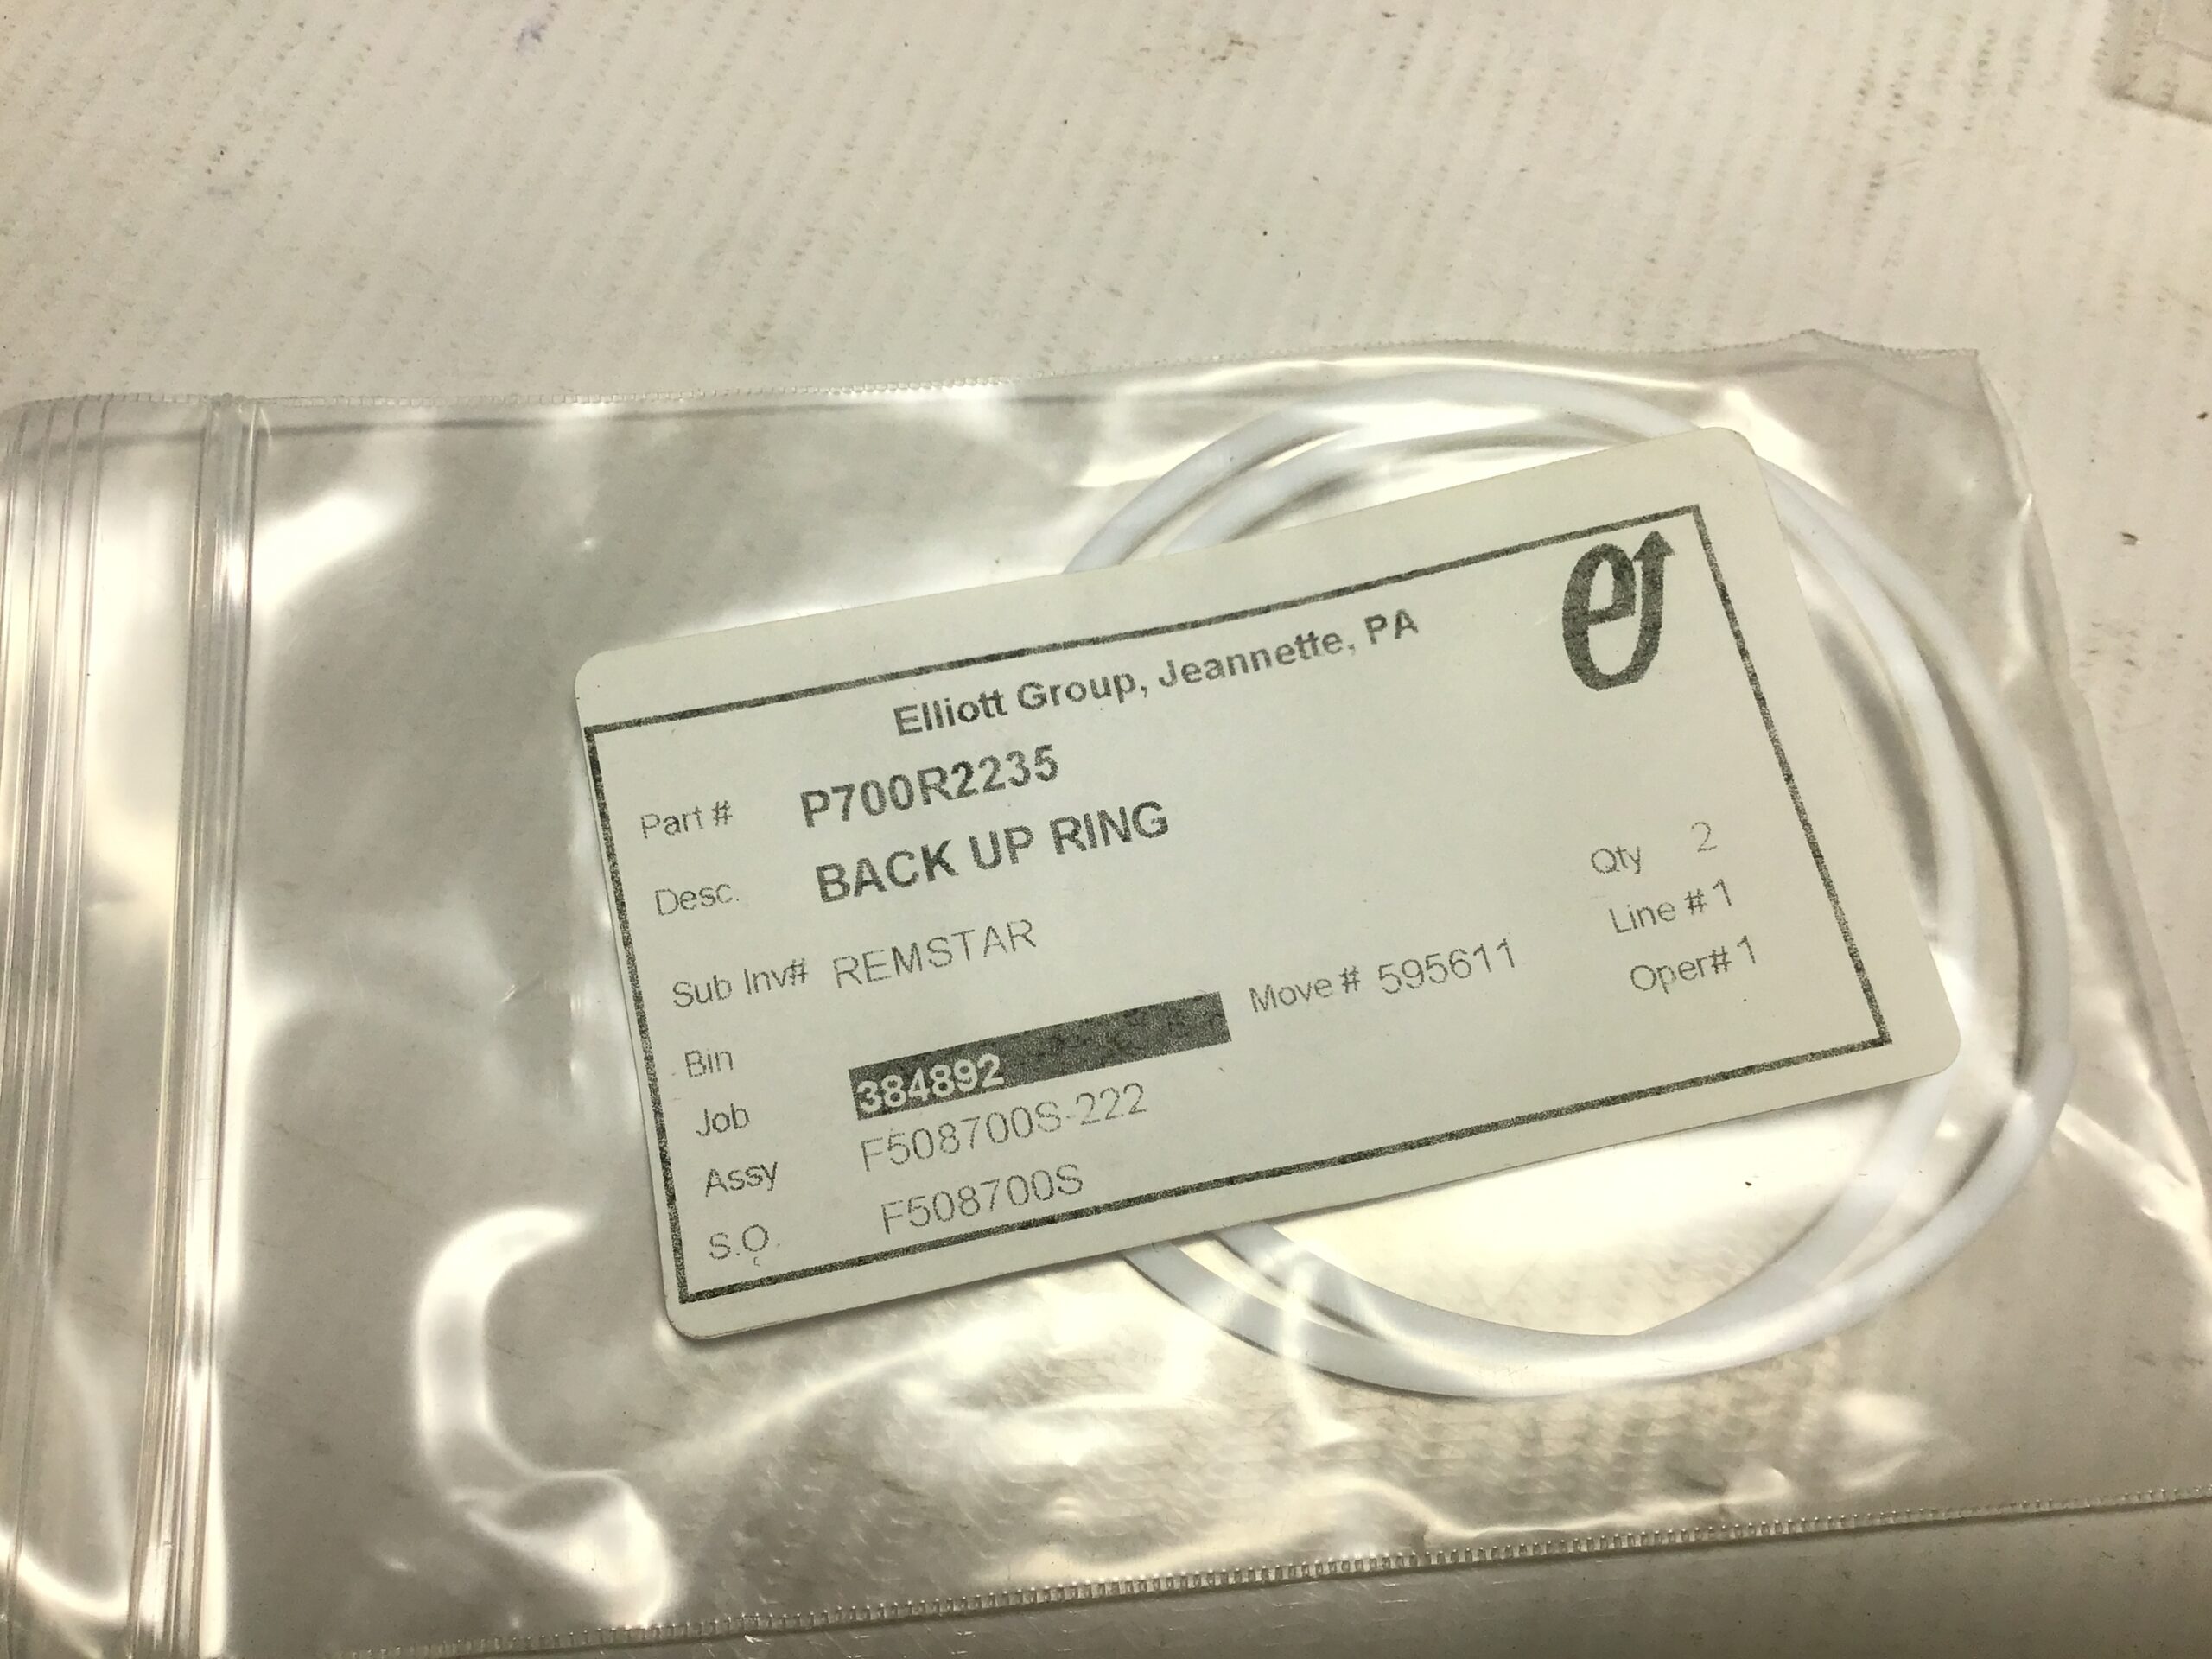 Elliott Group, Jeannette, PA
ej
Part # P700R2235
Desc. BACK UP RING
Qty 2
Sub Inv# REMSTAR
Line # 1
Bin
Move # 595611
Oper# 1
Job 384892
Assy F508700S-222
S.O. F508700S